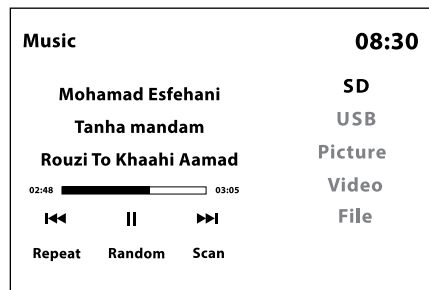 Music 08:30
Mohamad Esfehani
Tanha mandam
Rouzi To Khaahi Aamad
02:48 03:05
Repeat Random Scan
SD
USB
Picture
Video
File